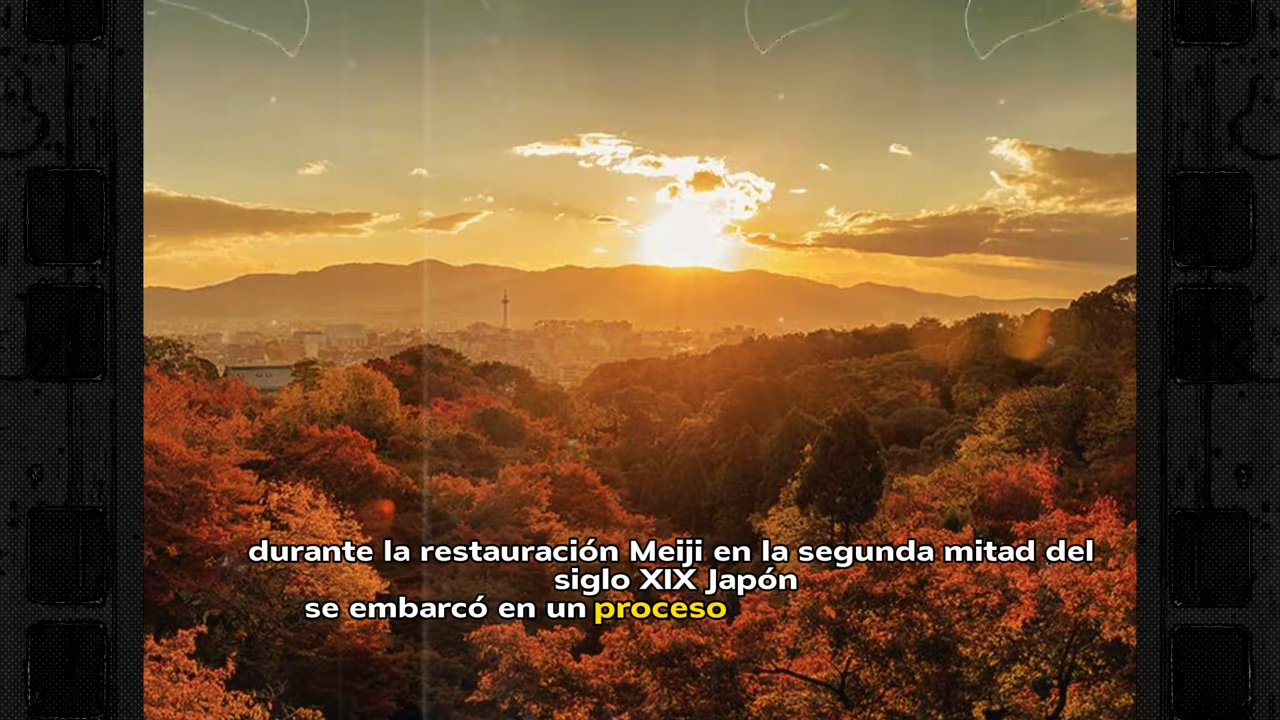 durante la restauración Meiji en la segunda mitad del
siglo XIX Japón
se embarcó en un proceso